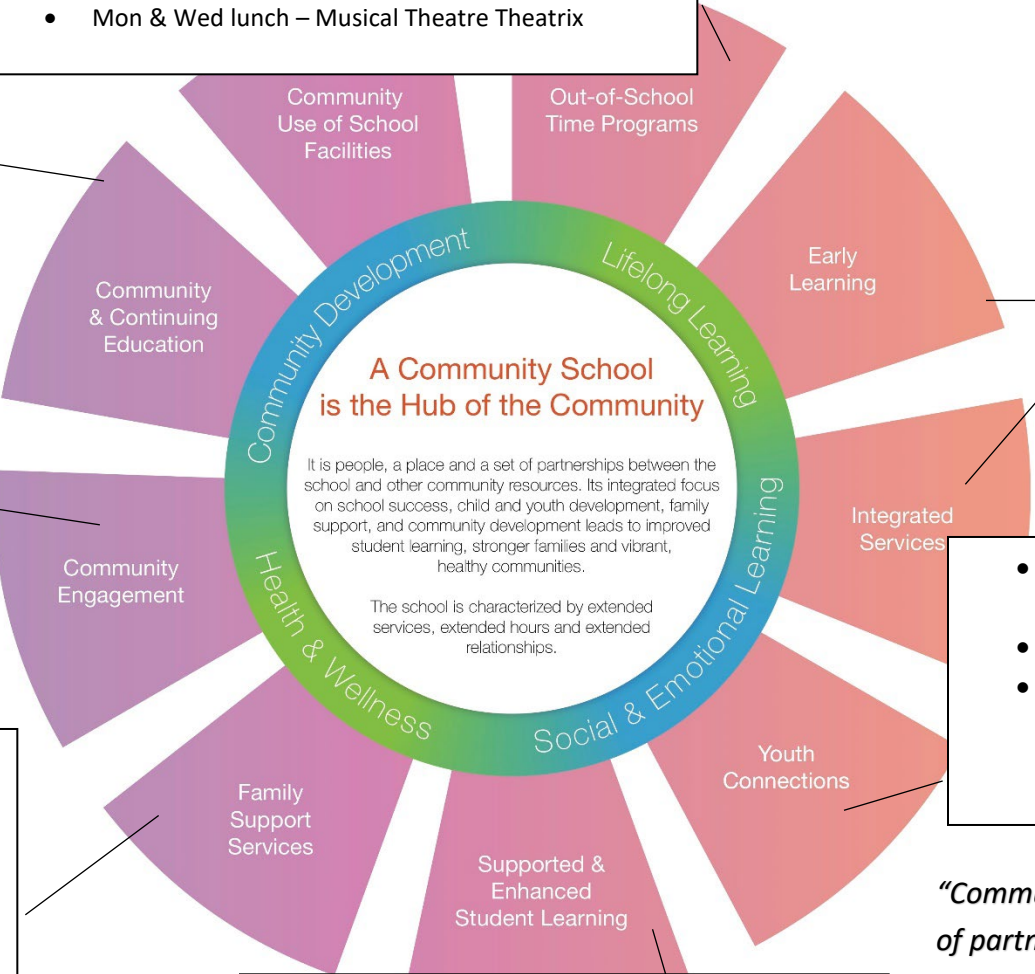 • Mon & Wed lunch – Musical Theatre Theatrix
Community
Use of School
Facilities
Out-of-School
Time Programs
Early
Learning
Community
& Continuing
Education
Community Development
Lifelong Learning
A Community School
is the Hub of the Community
It is people, a place and a set of partnerships between the
school and other community resources. Its integrated focus
on school success, child and youth development, family
support, and community development leads to improved
student learning, stronger families and vibrant,
healthy communities.
The school is characterized by extended
services, extended hours and extended
relationships.
Integrated
Services
Community
Engagement
Health & Wellness
Social & Emotional Learning
•
•
•
Youth
Connections
Family
Support
Services
Supported &
Enhanced
Student Learning
“Commu
of partn